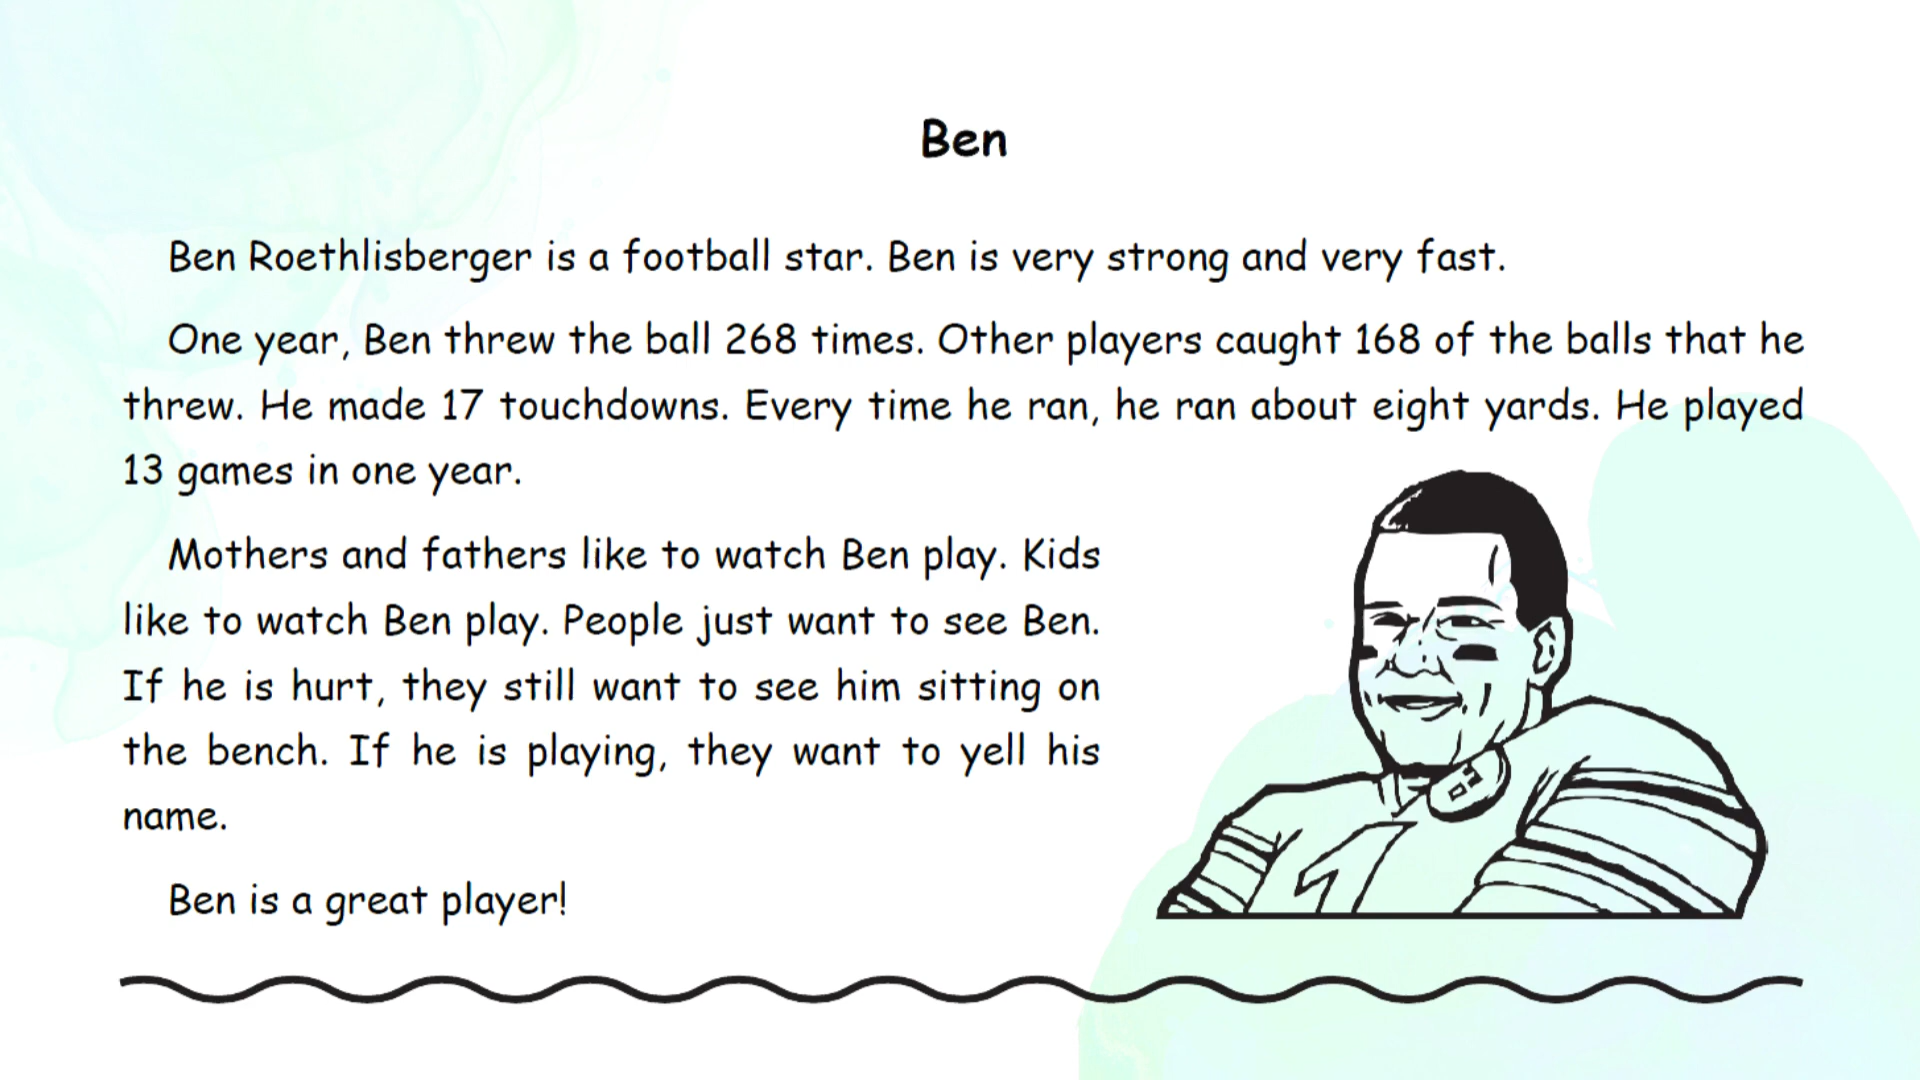 Ben
Ben Roethlisberger is a football star. Ben is very strong and very fast.
One year, Ben threw the ball 268 times. Other players caught 168 of the balls that he
threw. He made 17 touchdowns. Every time he ran, he ran about eight yards. He played
13 games in one year.
Mothers and fathers like to watch Ben play. Kids
like to watch Ben play. People just want to see Ben.
If he is hurt, they still want to see him sitting on
the bench. If he is playing, they want to yell his
name.
Ben is a great player!